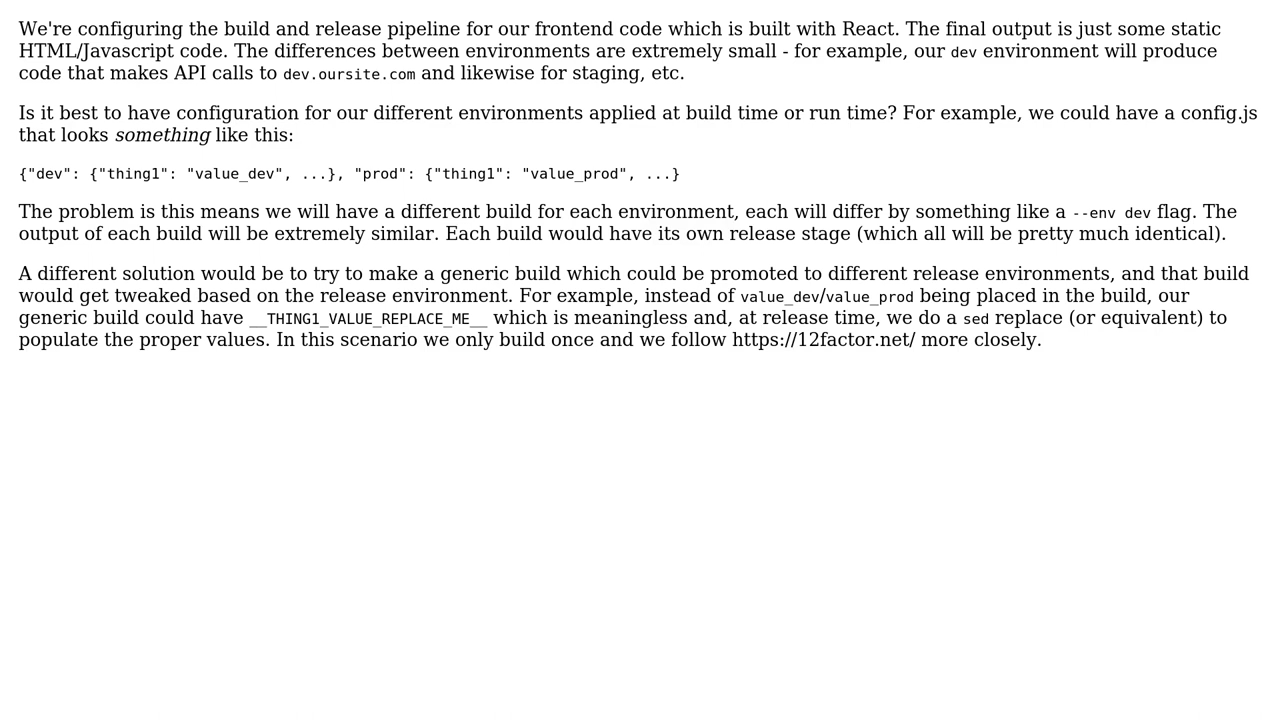 We're configuring the build and release pipeline for our frontend code which is built with React. The final output is just some static
HTML/Javascript code. The differences between environments are extremely small - for example, our dev environment will produce
code that makes API calls to dev.oursite.com and likewise for staging, etc.
Is it best to have configuration for our different environments applied at build time or run time? For example, we could have a config.js
that looks something like this:
{"dev": {"thing1": "value_dev", ...}, "prod": {"thing1": "value_prod", ...}
The problem is this means we will have a different build for each environment, each will differ by something like a --env dev flag. The
output of each build will be extremely similar. Each build would have its own release stage (which all will be pretty much identical).
A different solution would be to try to make a generic build which could be promoted to different release environments, and that build
would get tweaked based on the release environment. For example, instead of value_dev/value_prod being placed in the build, our
generic build could have __THING1_VALUE_REPLACE_ME__ which is meaningless and, at release time, we do a sed replace (or equivalent) to
populate the proper values. In this scenario we only build once and we follow https://12factor.net/ more closely.